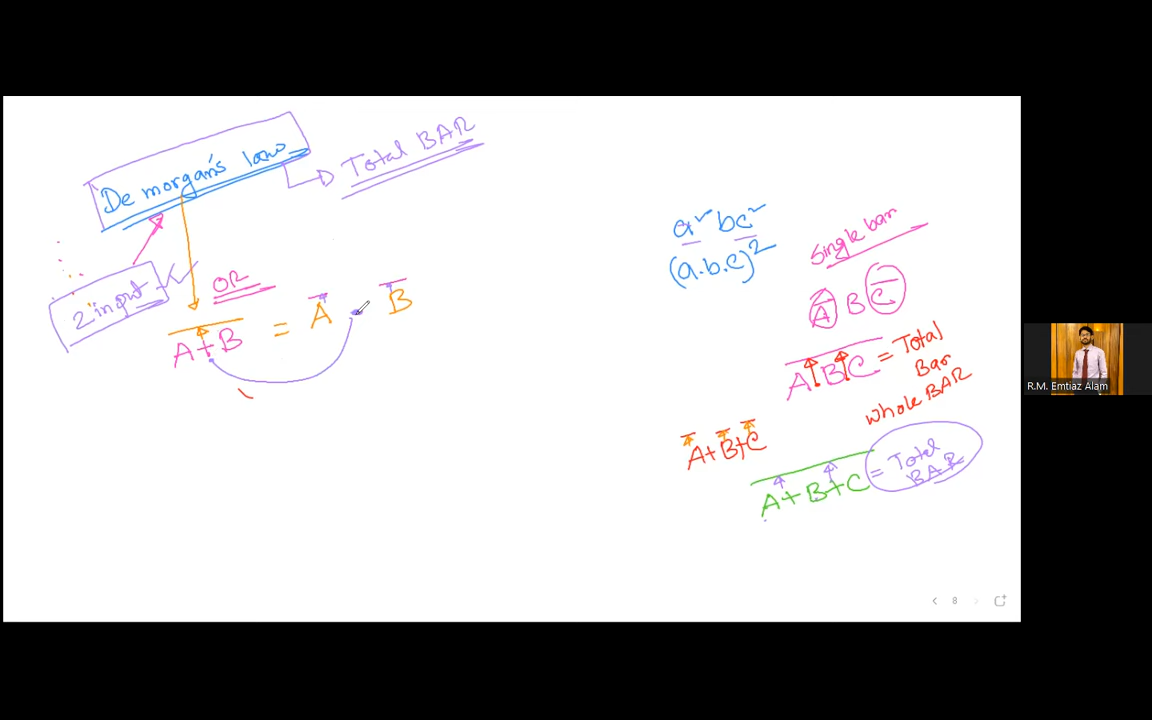 De morgan's law
Total BAR
2 input
OR
A̅+̅B̅ = A̅ . B̅
a² bc²
(a.b.c)²
Single bar
A̅ B C̅
A̅B̅C̅ = Total
Bar
whole BAR
A̅+B̅+C̅
A̅+̅B̅+̅C̅ = Total
BAR
R.M. Emtiaz Alam
8